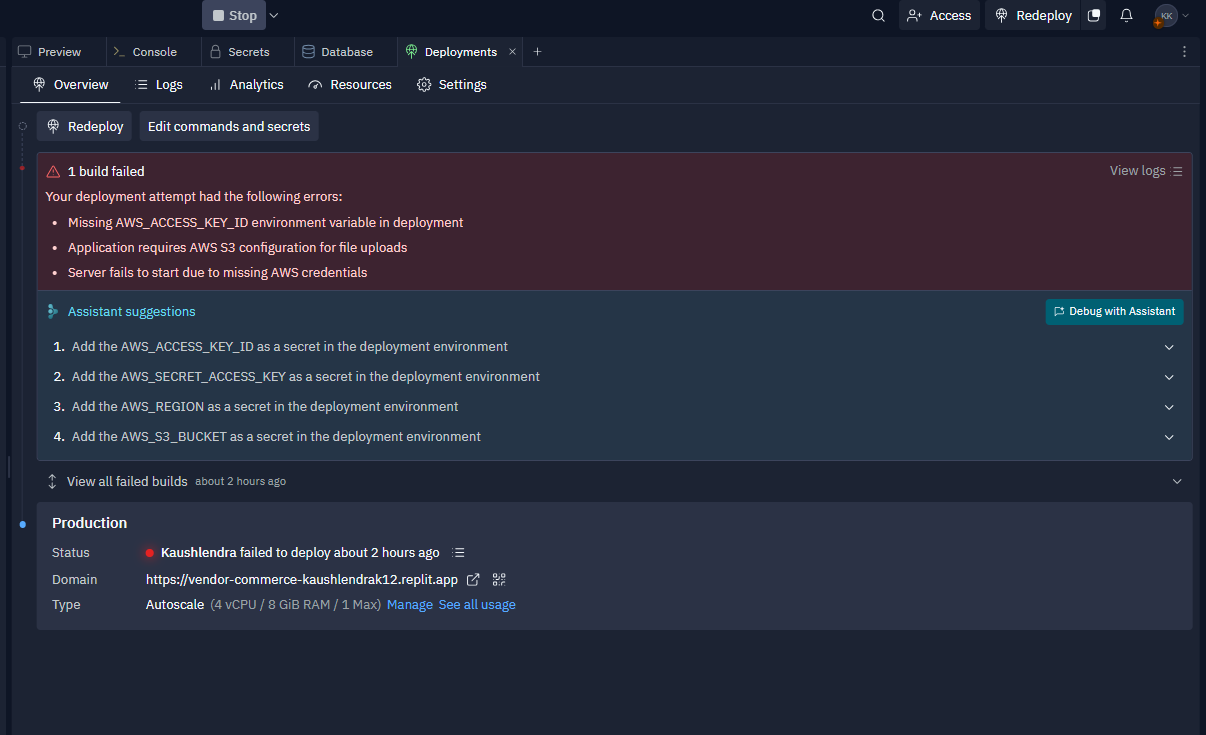 Stop
Access
Redeploy
KK
Preview
Console
Secrets
Database
Deployments
Overview
Logs
Analytics
Resources
Settings
Redeploy
Edit commands and secrets
1 build failed
View logs
Your deployment attempt had the following errors:
• Missing AWS_ACCESS_KEY_ID environment variable in deployment
• Application requires AWS S3 configuration for file uploads
• Server fails to start due to missing AWS credentials
Assistant suggestions
Debug with Assistant
1. Add the AWS_ACCESS_KEY_ID as a secret in the deployment environment
2. Add the AWS_SECRET_ACCESS_KEY as a secret in the deployment environment
3. Add the AWS_REGION as a secret in the deployment environment
4. Add the AWS_S3_BUCKET as a secret in the deployment environment
View all failed builds about 2 hours ago
Production
Status Kaushlendra failed to deploy about 2 hours ago
Domain https://vendor-commerce-kaushlendrak12.replit.app
Type Autoscale (4 vCPU / 8 GiB RAM / 1 Max) Manage See all usage